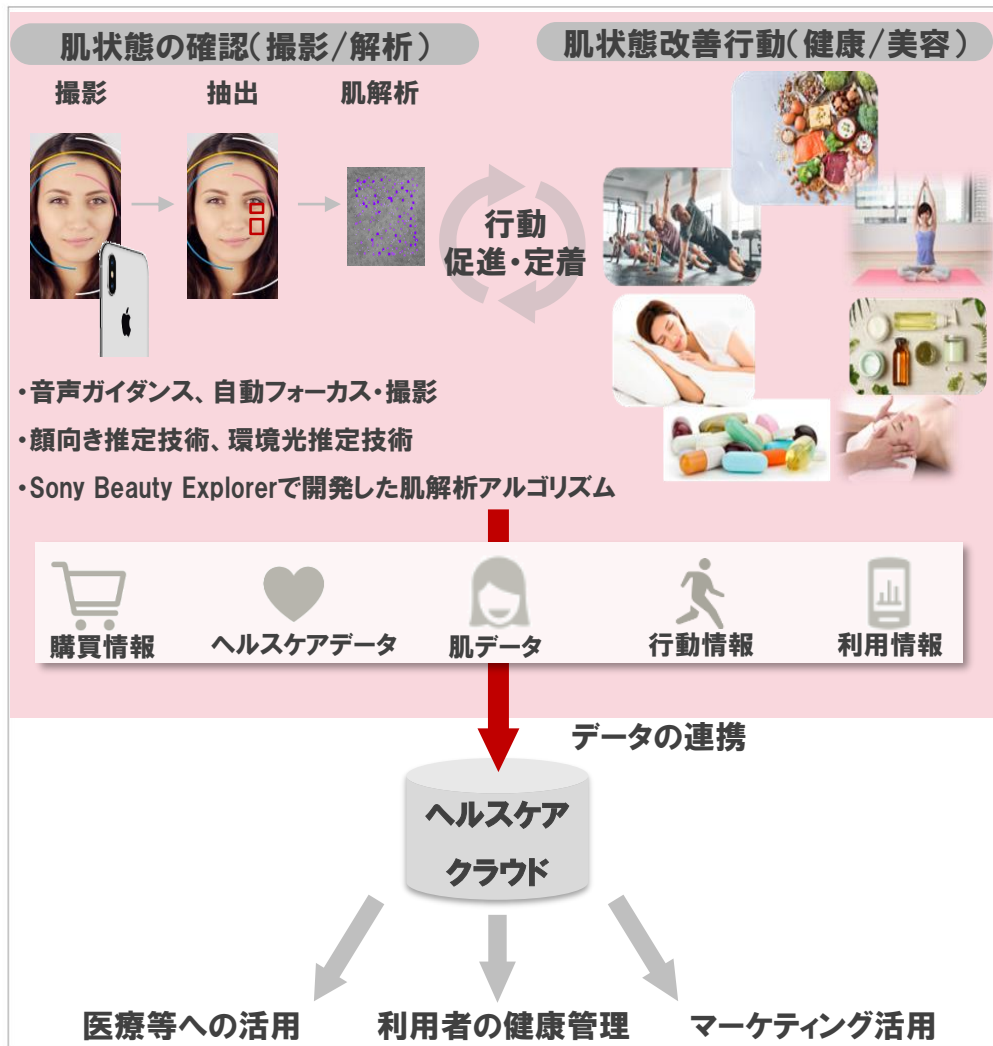 肌状態の確認(撮影/解析)
肌状態改善行動(健康/美容)
撮影
抽出
肌解析
行動
促進・定着
・音声ガイダンス、自動フォーカス・撮影
・顔向き推定技術、環境光推定技術
・Sony Beauty Explorerで開発した肌解析アルゴリズム
購買情報
ヘルスケアデータ
肌データ
行動情報
利用情報
データの連携
ヘルスケア
クラウド
医療等への活用
利用者の健康管理
マーケティング活用